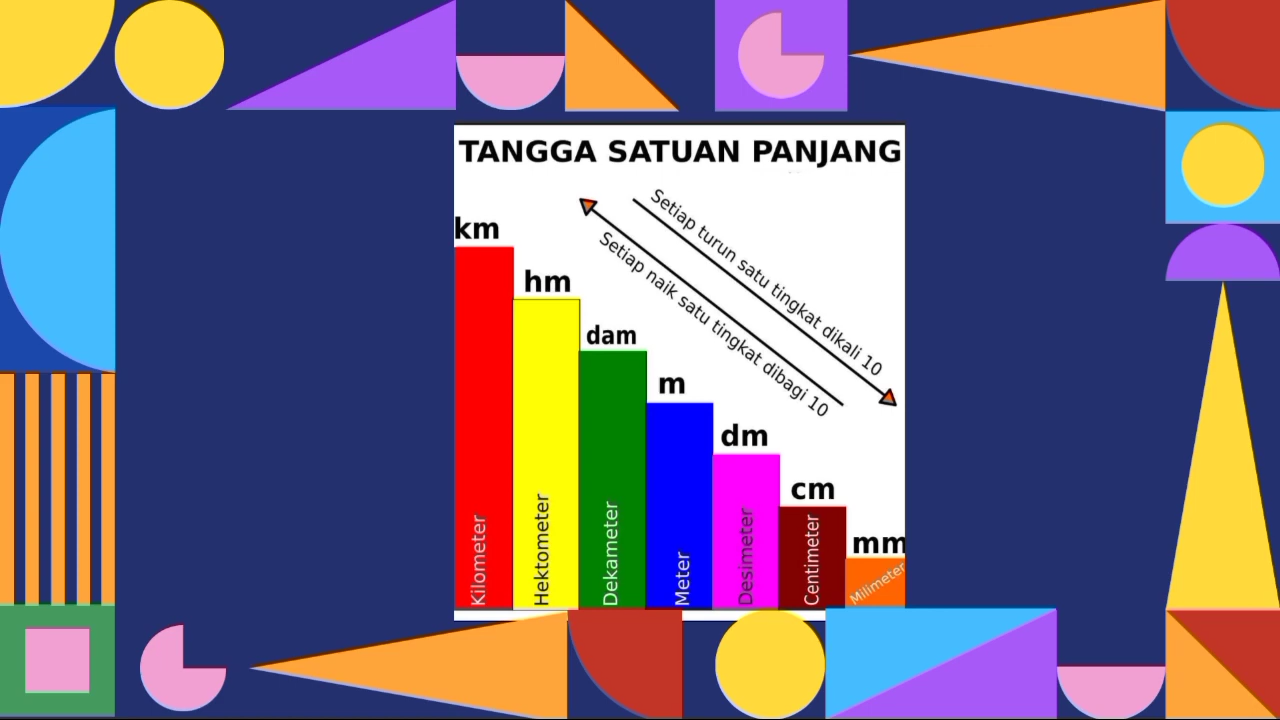 TANGGA SATUAN PANJANG
Setiap turun satu tingkat dikali 10
Setiap naik satu tingkat dibagi 10
km
hm
dam
m
dm
cm
mm
Kilometer
Hektometer
Dekameter
Meter
Desimeter
Centimeter
Milimeter